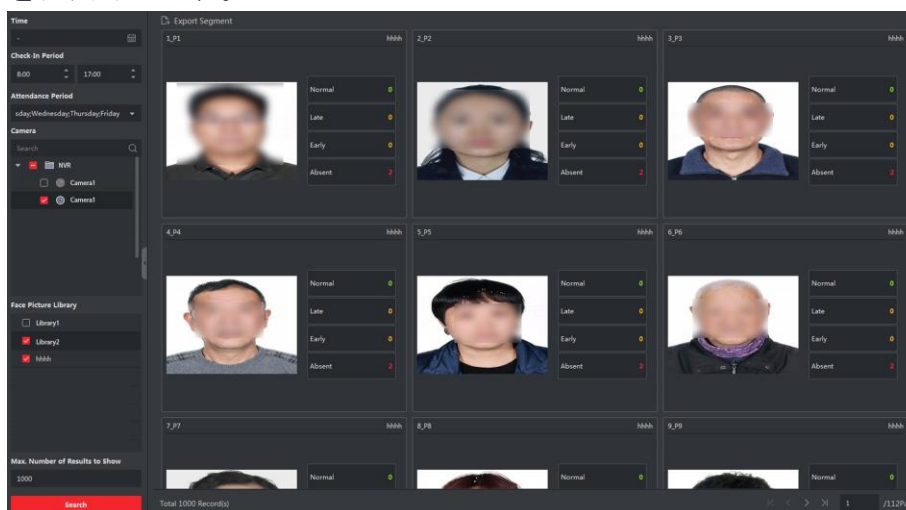 Time
Export Segment
-
Check-In Period
8:00 17:00
Attendance Period
sday;Wednesday;Thursday;Friday
Camera
Search
NVR
Camera1
Camera1
Face Picture Library
Library1
Library2
hhhh
Max. Number of Results to Show
1000
Search
1_P1 hhhh
Normal 0
Late 0
Early 0
Absent 2
2_P2 hhhh
Normal 0
Late 0
Early 0
Absent 2
3_P3 hhhh
Normal 0
Late 0
Early 0
Absent 2
4_P4 hhhh
Normal 0
Late 0
Early 0
Absent 2
5_P5 hhhh
Normal 0
Late 0
Early 0
Absent
6_P6 hhhh
Normal 0
Late 0
Early 0
Absent 2
7_P7 hhhh
Normal 0
8_P8 hhhh
Normal 0
9_P9 hhhh
Normal 0
Total 1000 Record(s)
1 /112P